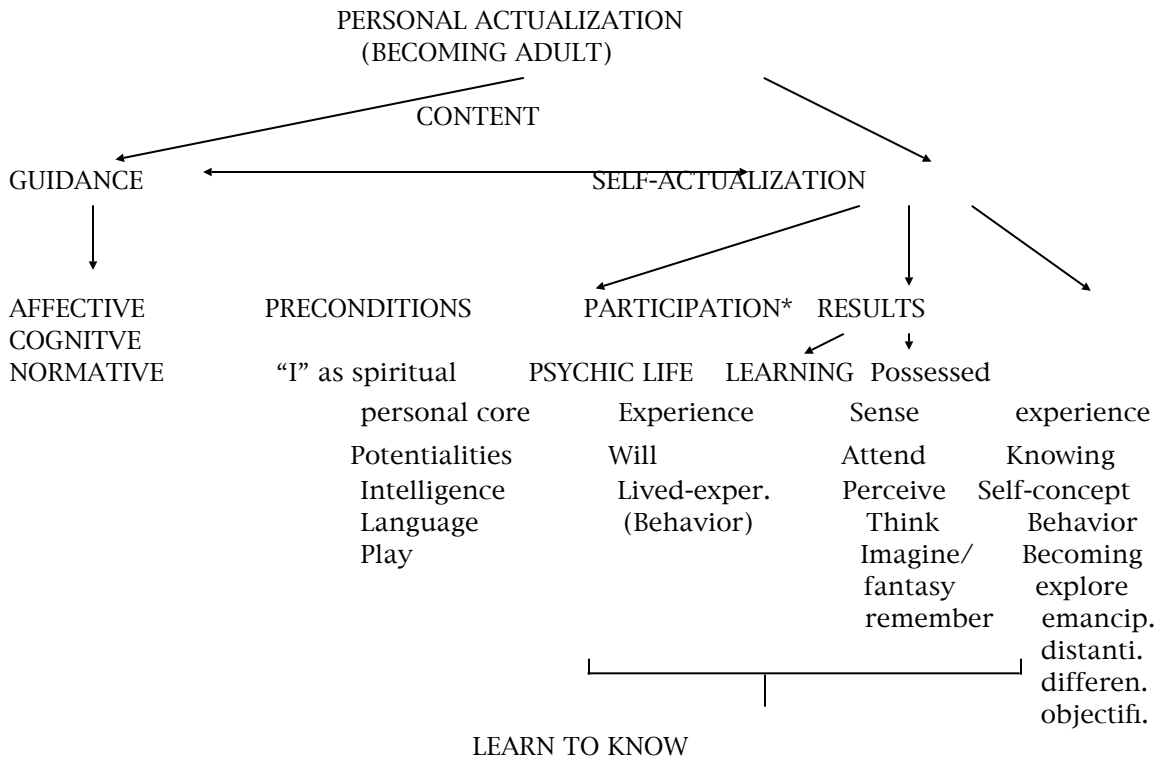 PERSONAL ACTUALIZATION
(BECOMING ADULT)
CONTENT
GUIDANCE SELF-ACTUALIZATION
AFFECTIVE PRECONDITIONS PARTICIPATION* RESULTS
COGNITVE
NORMATIVE “I” as spiritual PSYCHIC LIFE LEARNING Possessed
personal core Experience Sense experience
Potentialities Will Attend Knowing
Intelligence Lived-exper. Perceive Self-concept
Language (Behavior) Think Behavior
Play Imagine/ Becoming
fantasy explore
remember emancip.
distanti.
differen.
objectifi.
LEARN TO KNOW